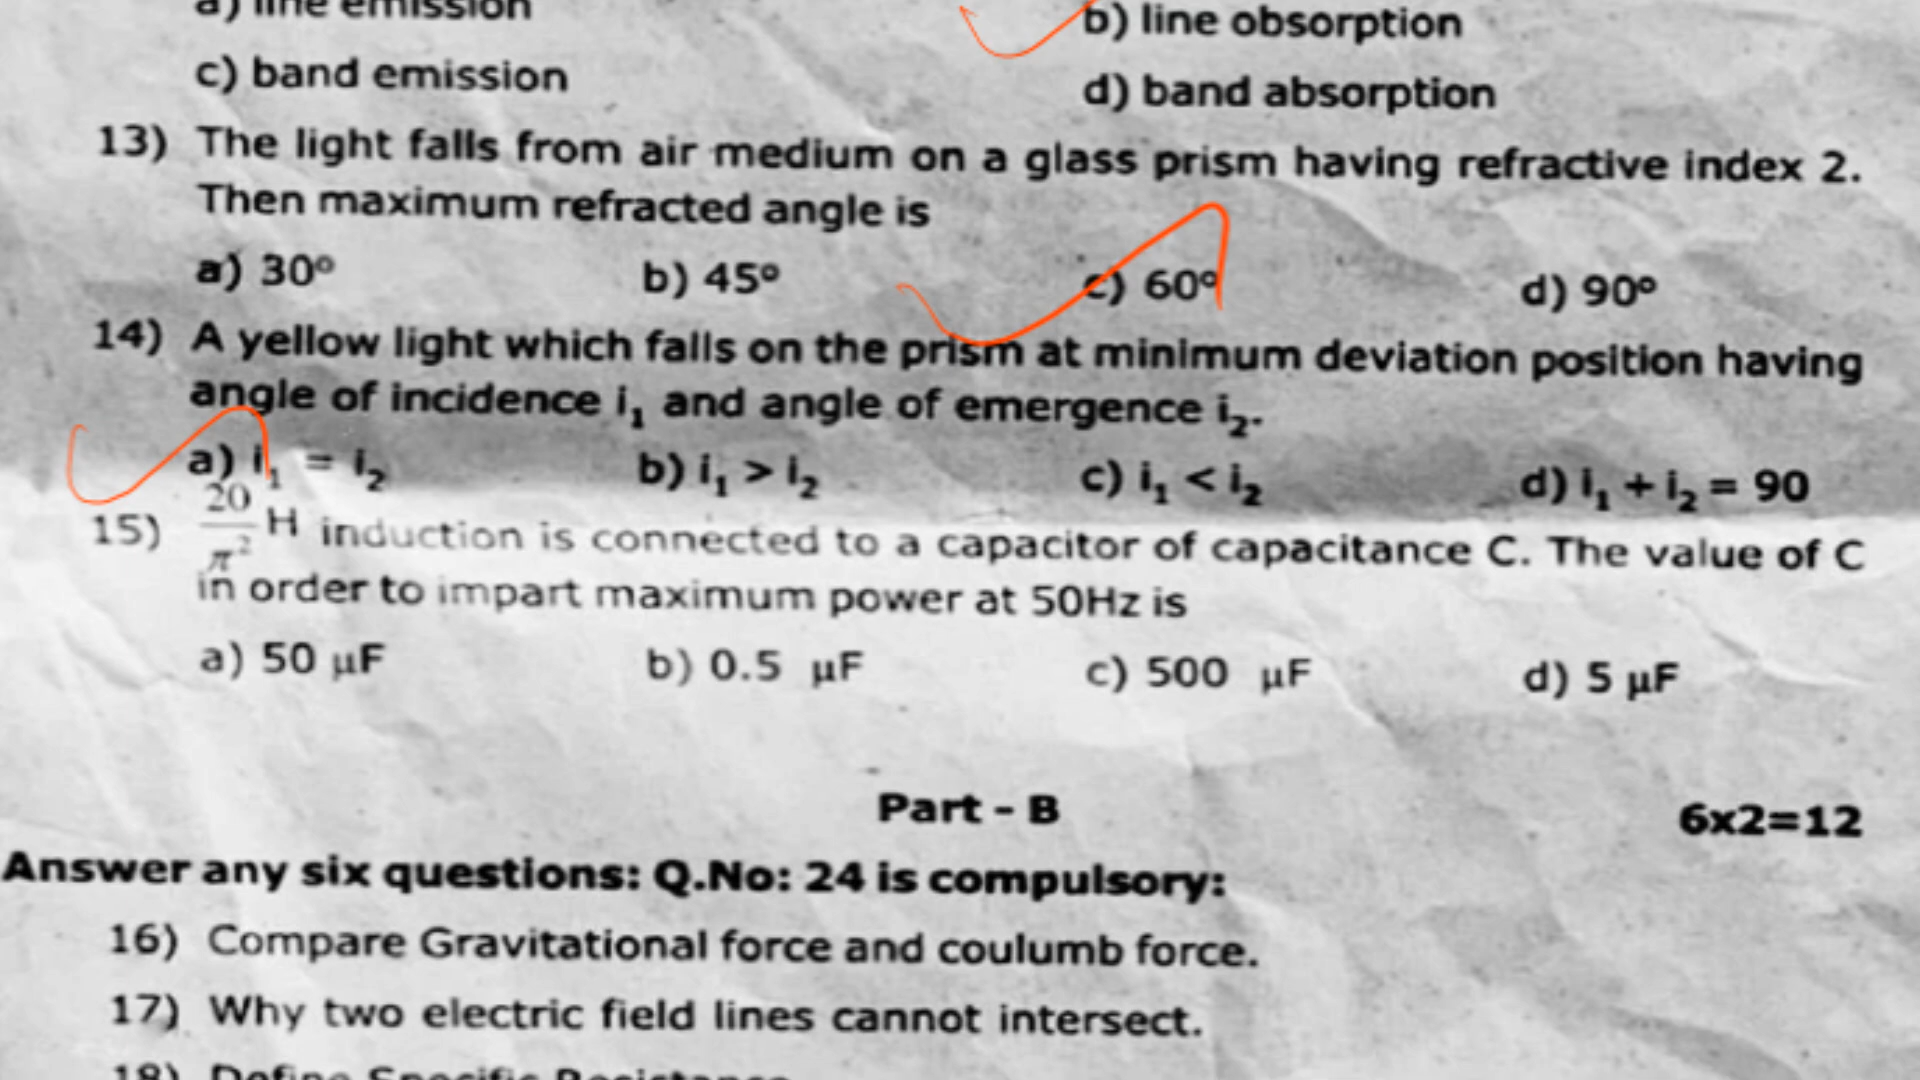 a) line emission
b) line obsorption
c) band emission
d) band absorption
13) The light falls from air medium on a glass prism having refractive index 2.
Then maximum refracted angle is
a) 30° b) 45° c) 60° d) 90°
14) A yellow light which falls on the prism at minimum deviation position having
angle of incidence i₁ and angle of emergence i₂.
a) i₁ = i₂ b) i₁ > i₂ c) i₁ < i₂ d) i₁ + i₂ = 90
15) 20/π² H induction is connected to a capacitor of capacitance C. The value of C
in order to impart maximum power at 50Hz is
a) 50 μF b) 0.5 μF c) 500 μF d) 5 μF
Part - B 6x2=12
Answer any six questions: Q.No: 24 is compulsory:
16) Compare Gravitational force and coulumb force.
17) Why two electric field lines cannot intersect.
18) Define Specific Resistance